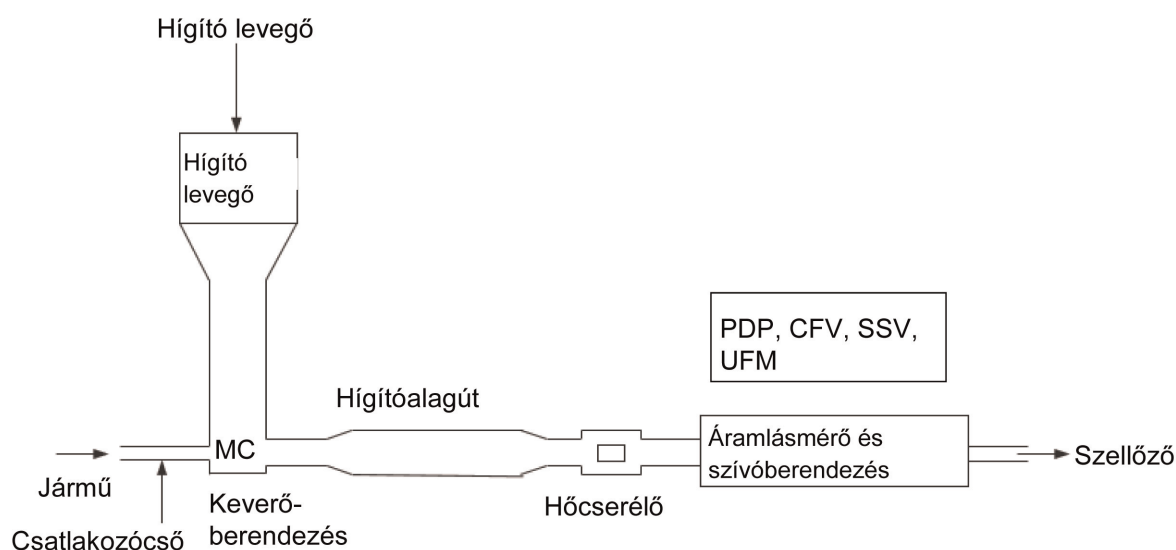 Hígító levegő
Hígító
levegő
PDP, CFV, SSV,
UFM
Hígítóalagút
MC
Áramlásmérő és
szívóberendezés
Szellőző
Jármű
Keverő-
berendezés
Hőcserélő
Csatlakozócső